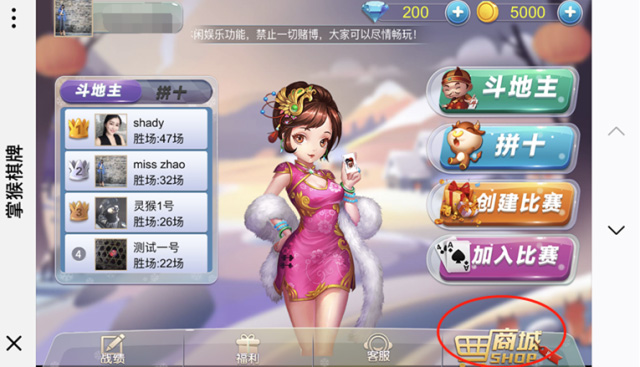 掌猴棋牌
200
5000
闲娱乐功能，禁止一切赌博，大家可以尽情畅玩！
斗地主 拼十
1
shady
胜场:47场
2
miss zhao
胜场:32场
3
灵猴1号
胜场:26场
4
测试一号
胜场:22场
斗地主
拼十
创建比赛
A
加入比赛
战绩
福利
客服
商城
SHOP